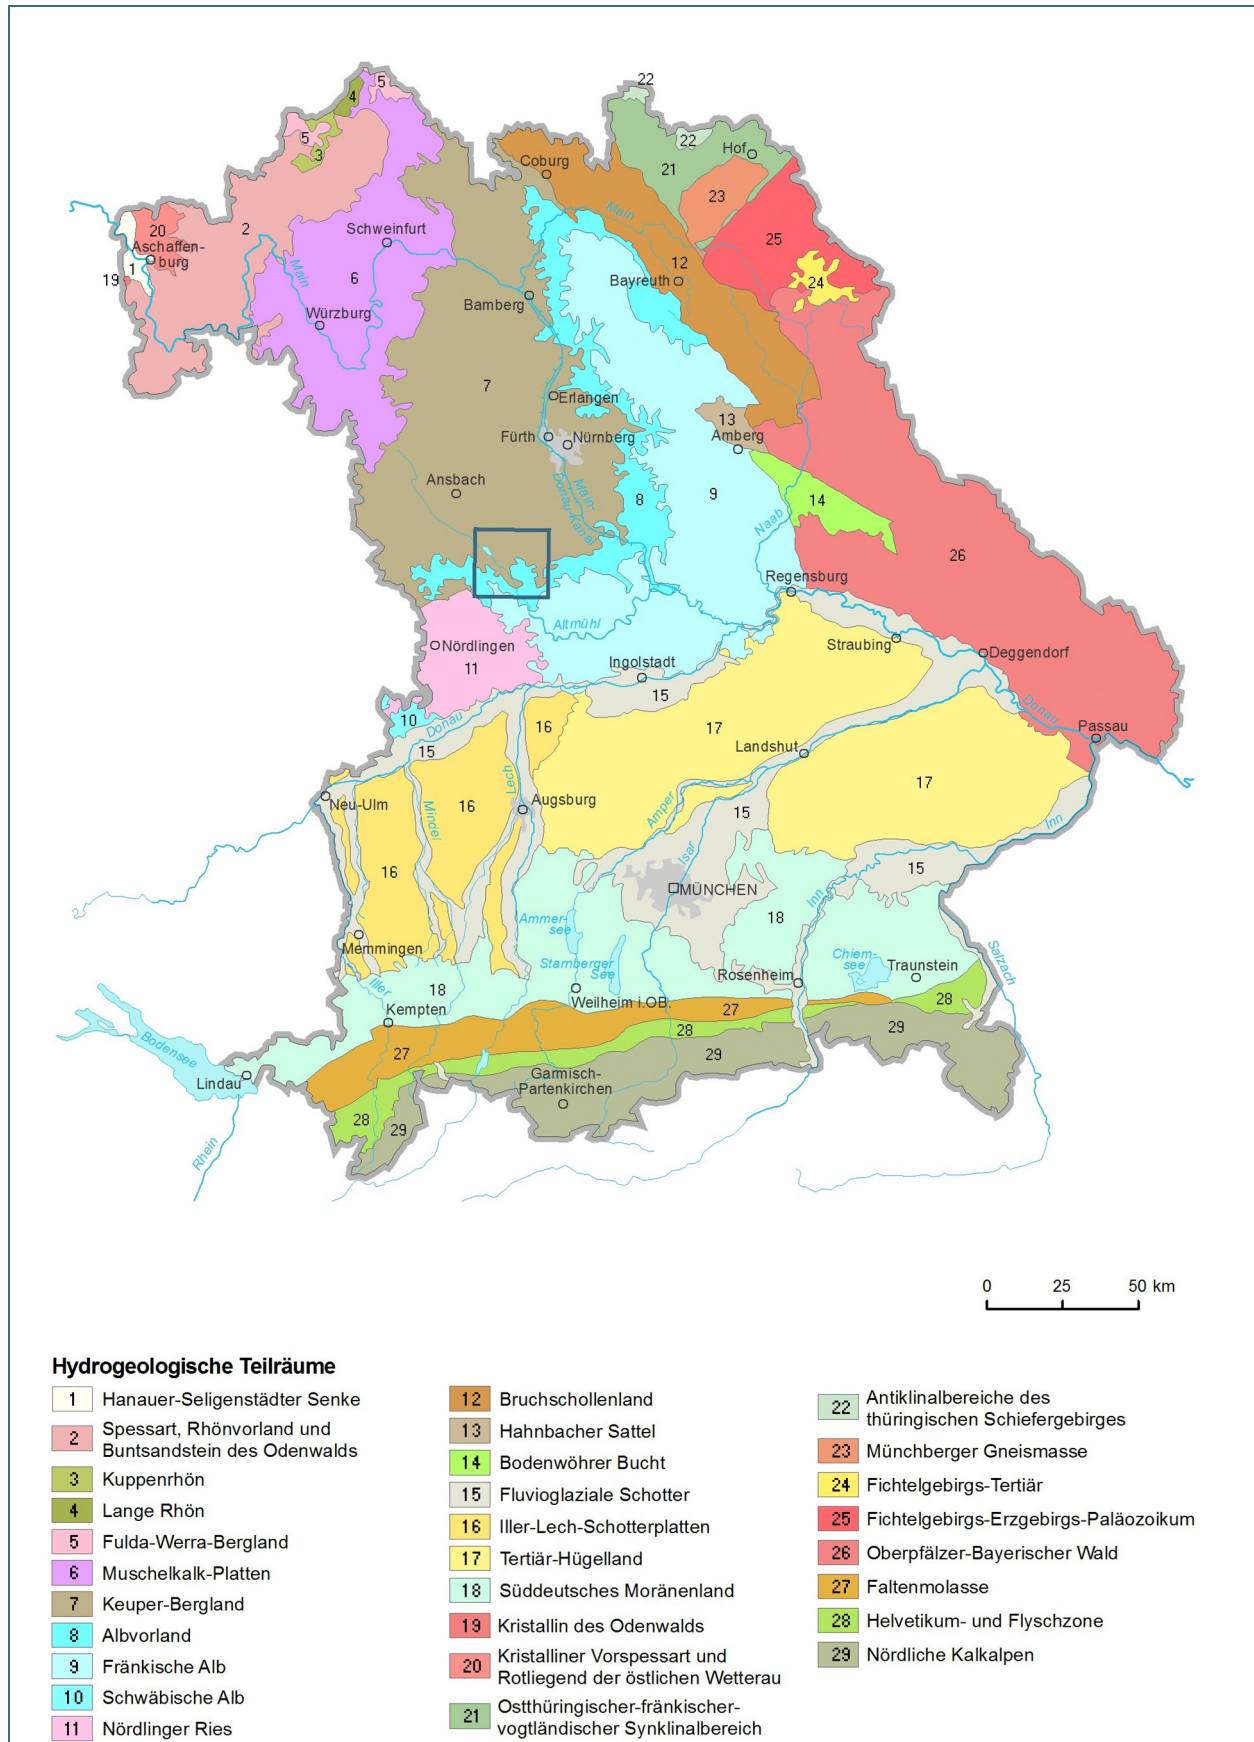 22
5
4
22
5
Hof
3
Coburg
21
23
20
2
Main
Schweinfurt
25
Aschaffen-
burg
1
19
Main
6
12
Bayreuth
24
Bamberg
Würzburg
7
Erlangen
13
Fürth
Nürnberg
Amberg
Ansbach
Main-
Donau-Kanal
8
9
14
Naab
26
Regensburg
Altmühl
Straubing
Nördlingen
Deggendorf
11
Ingolstadt
15
Donau
10
Donau
16
17
Passau
15
Landshut
Lech
17
Neu-Ulm
Mindel
16
Augsburg
Amper
15
Inn
Isar
16
15
MÜNCHEN
Inn
Ammer-
see
18
Memmingen
Starnberger
See
Chiem-
see
Salzach
Rosenheim
Traunstein
Iller
18
Weilheim i.OB.
27
28
Kempten
28
29
Bodensee
27
29
Lindau
Garmisch-
Partenkirchen
28
29
Rhein
0 25 50 km
Hydrogeologische Teilräume
1 Hanauer-Seligenstädter Senke
2 Spessart, Rhönvorland und
Buntsandstein des Odenwalds
3 Kuppenrhön
4 Lange Rhön
5 Fulda-Werra-Bergland
6 Muschelkalk-Platten
7 Keuper-Bergland
8 Albvorland
9 Fränkische Alb
10 Schwäbische Alb
11 Nördlinger Ries
12 Bruchschollenland
13 Hahnbacher Sattel
14 Bodenwöhrer Bucht
15 Fluvioglaziale Schotter
16 Iller-Lech-Schotterplatten
17 Tertiär-Hügelland
18 Süddeutsches Moränenland
19 Kristallin des Odenwalds
20 Kristalliner Vorspessart und
Rotliegend der östlichen Wetterau
21 Ostthüringischer-fränkischer-
vogtländischer Synklinalbereich
22 Antiklinalbereiche des
thüringischen Schiefergebirges
23 Münchberger Gneismasse
24 Fichtelgebirgs-Tertiär
25 Fichtelgebirgs-Erzgebirgs-Paläozoikum
26 Oberpfälzer-Bayerischer Wald
27 Faltenmolasse
28 Helvetikum- und Flyschzone
29 Nördliche Kalkalpen